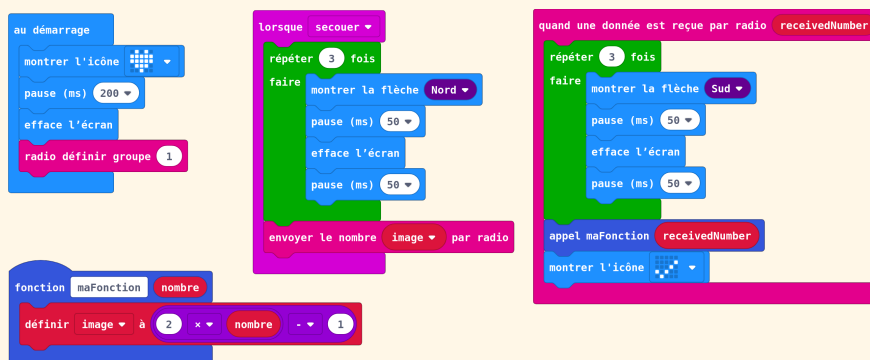 au démarrage
montrer l'icône
pause (ms) 200
efface l'écran
radio définir groupe 1
lorsque secouer
répéter 3 fois
faire
montrer la flèche Nord
pause (ms) 50
efface l'écran
pause (ms) 50
envoyer le nombre image par radio
quand une donnée est reçue par radio receivedNumber
répéter 3 fois
faire
montrer la flèche Sud
pause (ms) 50
efface l'écran
pause (ms) 50
appel maFonction receivedNumber
montrer l'icône
fonction maFonction nombre
définir image à 2 × nombre - 1